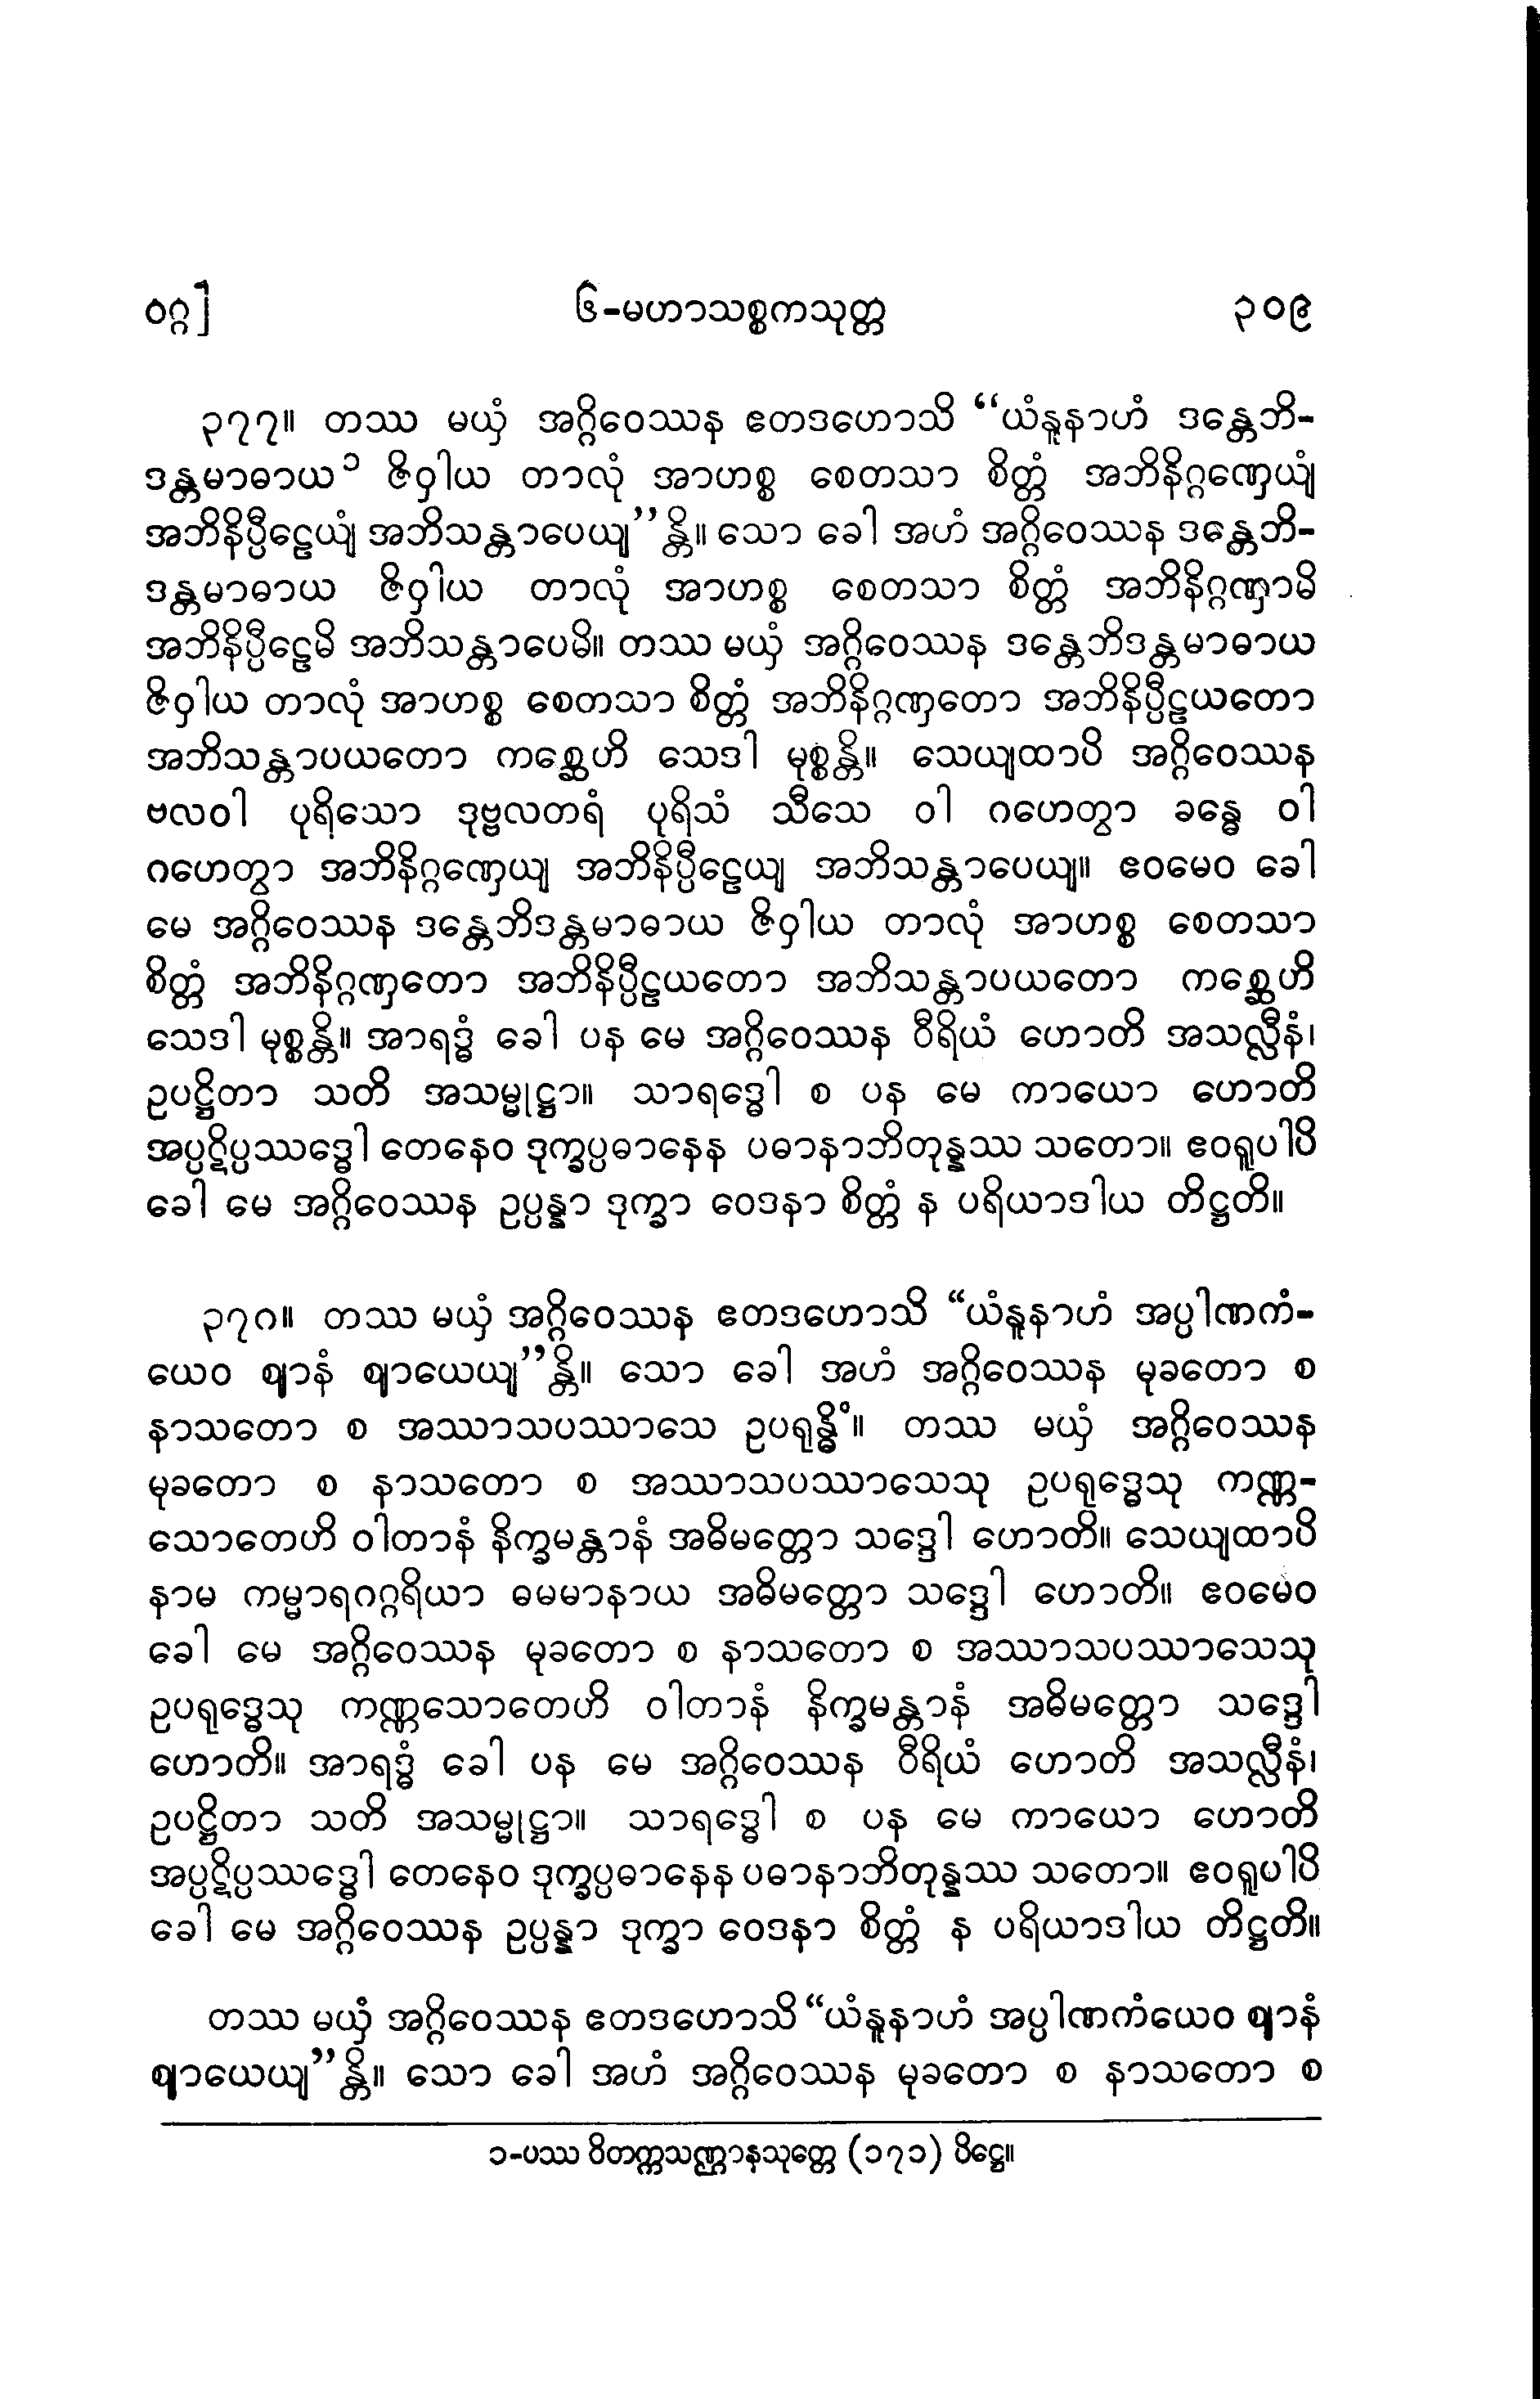 ဝဂ္ဂ]
၆-မဟာသစ္စကသုတ္တ
၃၀၉
၃၇၇။ တဿ မယှံ အဂ္ဂိဝေဿန ဧတဒဟောသိ “ယံနူနာဟံ ဒန္တေဘိ-
ဒန္တမာဓာယ၁ ဇိဝှါယ တာလုံ အာဟစ္စ စေတသာ စိတ္တံ အဘိနိဂ္ဂဏှေယျံ
အဘိနိပ္ပီဠေယျံ အဘိသန္တာပေယျ”န္တိ။ သော ခေါ အဟံ အဂ္ဂိဝေဿန ဒန္တေဘိ-
ဒန္တမာဓာယ ဇိဝှါယ တာလုံ အာဟစ္စ စေတသာ စိတ္တံ အဘိနိဂ္ဂဏှာမိ
အဘိနိပ္ပီဠေမိ အဘိသန္တာပေမိ။ တဿ မယှံ အဂ္ဂိဝေဿန ဒန္တေဘိဒန္တမာဓာယ
ဇိဝှါယ တာလုံ အာဟစ္စ စေတသာ စိတ္တံ အဘိနိဂ္ဂဏှတော အဘိနိပ္ပီဠယတော
အဘိသန္တာပယတော ကစ္ဆေဟိ သေဒါ မုစ္စန္တိ။ သေယျထာပိ အဂ္ဂိဝေဿန
ဗလဝါ ပုရိသော ဒုဗ္ဗလတရံ ပုရိသံ သီသေ ဝါ ဂဟေတွာ ခန္ဓေ ဝါ
ဂဟေတွာ အဘိနိဂ္ဂဏှေယျ အဘိနိပ္ပီဠေယျ အဘိသန္တာပေယျ။ ဧဝမေဝ ခေါ
မေ အဂ္ဂိဝေဿန ဒန္တေဘိဒန္တမာဓာယ ဇိဝှါယ တာလုံ အာဟစ္စ စေတသာ
စိတ္တံ အဘိနိဂ္ဂဏှတော အဘိနိပ္ပီဠယတော အဘိသန္တာပယတော ကစ္ဆေဟိ
သေဒါ မုစ္စန္တိ။ အာရဒ္ဓံ ခေါ ပန မေ အဂ္ဂိဝေဿန ဝီရိယံ ဟောတိ အသလ္လီနံ၊
ဥပဋ္ဌိတာ သတိ အသမ္မုဋ္ဌာ။ သာရဒ္ဓေါ စ ပန မေ ကာယော ဟောတိ
အပ္ပဋိပ္ပဿဒ္ဓေါ တေနေဝ ဒုက္ခပ္ပဓာနေန ပဓာနာဘိတုန္နဿ သတော။ ဧဝရူပါပိ
ခေါ မေ အဂ္ဂိဝေဿန ဥပ္ပန္နာ ဒုက္ခာ ဝေဒနာ စိတ္တံ န ပရိယာဒါယ တိဋ္ဌတိ။
၃၇၈။ တဿ မယှံ အဂ္ဂိဝေဿန ဧတဒဟောသိ “ယံနူနာဟံ အပ္ပါဏကံ-
ယေဝ ဈာနံ ဈာယေယျ”န္တိ။ သော ခေါ အဟံ အဂ္ဂိဝေဿန မုခတော စ
နာသတော စ အဿာသပဿာသေ ဥပရုန္ဓိံ။ တဿ မယှံ အဂ္ဂိဝေဿန
မုခတော စ နာသတော စ အဿာသပဿာသေသု ဥပရုဒ္ဓေသု ကဏ္ဏ-
သောတေဟိ ဝါတာနံ နိက္ခမန္တာနံ အဓိမတ္တော သဒ္ဒေါ ဟောတိ။ သေယျထာပိ
နာမ ကမ္မာရဂဂ္ဂရိယာ ဓမမာနာယ အဓိမတ္တော သဒ္ဒေါ ဟောတိ။ ဧဝမေဝ
ခေါ မေ အဂ္ဂိဝေဿန မုခတော စ နာသတော စ အဿာသပဿာသေသု
ဥပရုဒ္ဓေသု ကဏ္ဏသောတေဟိ ဝါတာနံ နိက္ခမန္တာနံ အဓိမတ္တော သဒ္ဒေါ
ဟောတိ။ အာရဒ္ဓံ ခေါ ပန မေ အဂ္ဂိဝေဿန ဝီရိယံ ဟောတိ အသလ္လီနံ၊
ဥပဋ္ဌိတာ သတိ အသမ္မုဋ္ဌာ။ သာရဒ္ဓေါ စ ပန မေ ကာယော ဟောတိ
အပ္ပဋိပ္ပဿဒ္ဓေါ တေနေဝ ဒုက္ခပ္ပဓာနေန ပဓာနာဘိတုန္နဿ သတော။ ဧဝရူပါပိ
ခေါ မေ အဂ္ဂိဝေဿန ဥပ္ပန္နာ ဒုက္ခာ ဝေဒနာ စိတ္တံ န ပရိယာဒါယ တိဋ္ဌတိ။
တဿ မယှံ အဂ္ဂိဝေဿန ဧတဒဟောသိ “ယံနူနာဟံ အပ္ပါဏကံယေဝ ဈာနံ
ဈာယေယျ”န္တိ။ သော ခေါ အဟံ အဂ္ဂိဝေဿန မုခတော စ နာသတော စ
၁-ပဿ ဝိတက္ကသဏ္ဌာနသုတ္တေ (၁၇၁) ပိဋ္ဌေ။